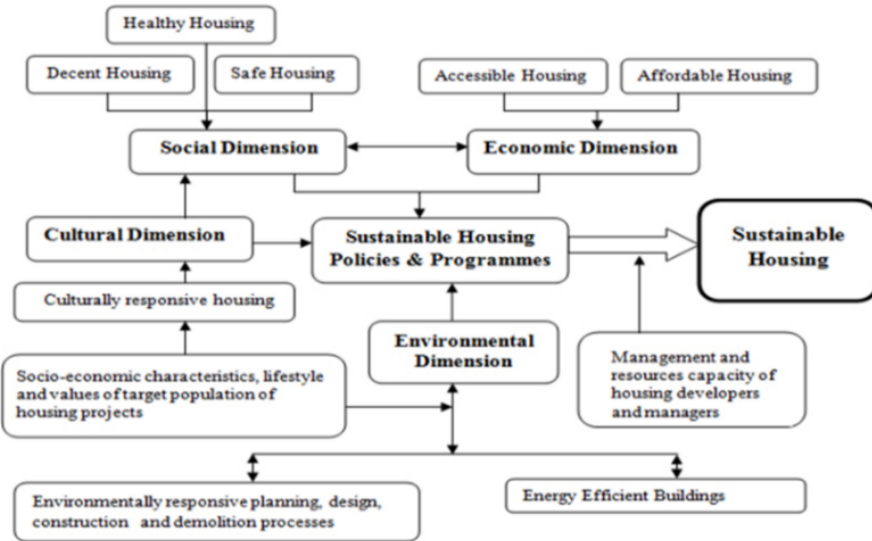 Healthy Housing
Decent Housing
Safe Housing
Accessible Housing
Affordable Housing
Social Dimension
Economic Dimension
Cultural Dimension
Sustainable Housing
Policies & Programmes
Sustainable
Housing
Culturally responsive housing
Environmental
Dimension
Socio-economic characteristics, lifestyle
and values of target population of
housing projects
Management and
resources capacity of
housing developers
and managers
Environmentally responsive planning, design,
construction and demolition processes
Energy Efficient Buildings